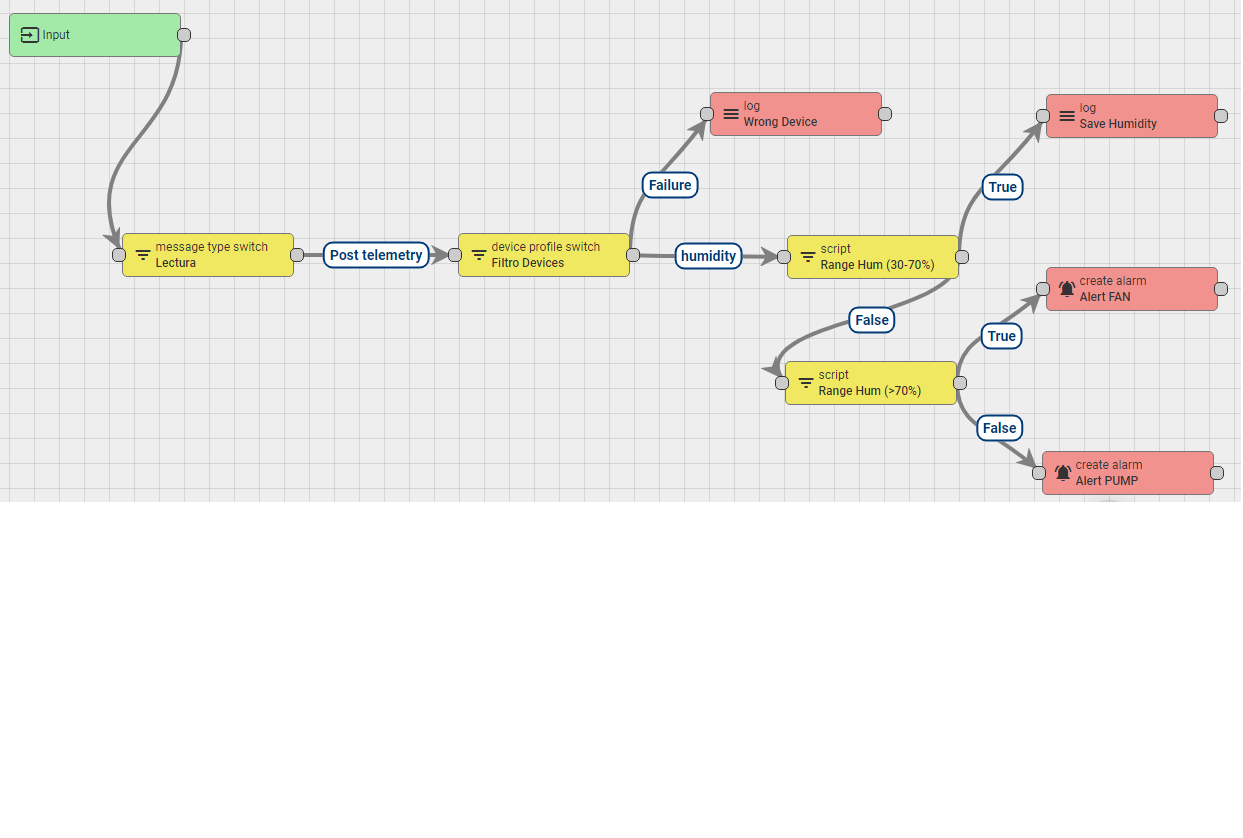 Input
log
Wrong Device
log
Save Humidity
Failure
True
message type switch
Lectura
Post telemetry
device profile switch
Filtro Devices
humidity
script
Range Hum (30-70%)
create alarm
Alert FAN
False
True
script
Range Hum (>70%)
False
create alarm
Alert PUMP